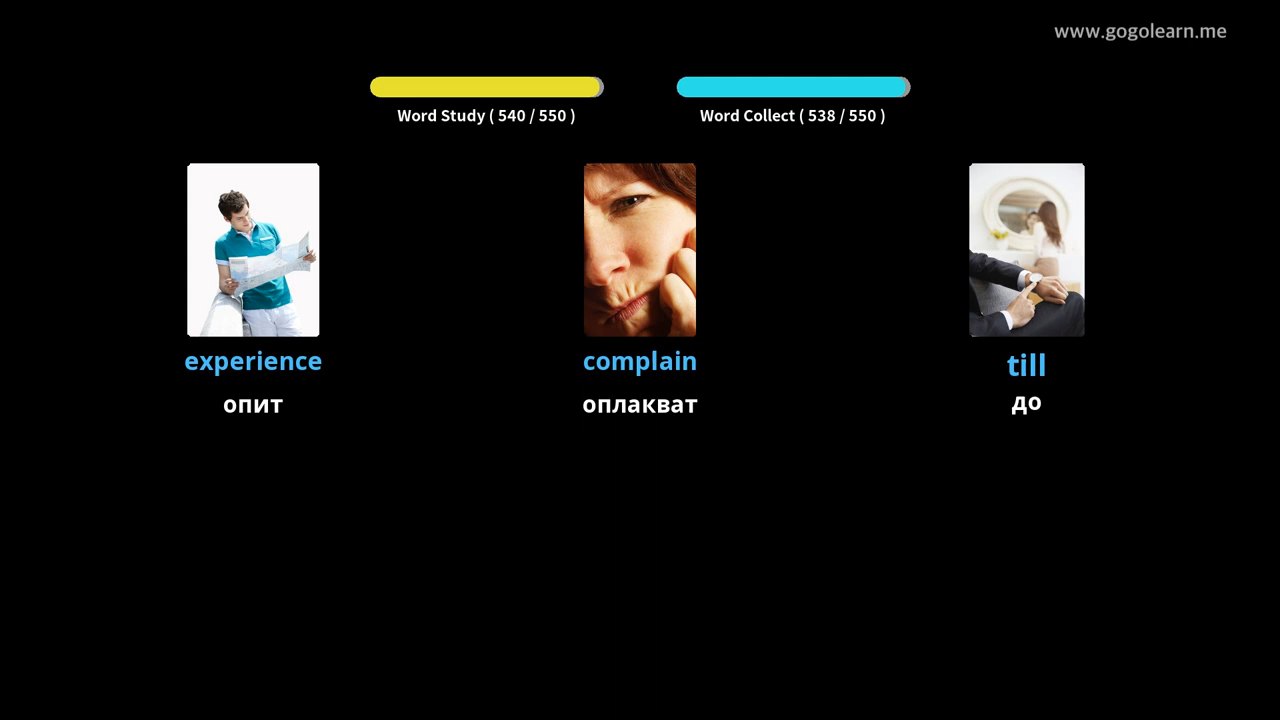 www.gogolearn.me
Word Study ( 540 / 550 )
Word Collect ( 538 / 550 )
experience
complain
till
опит
оплакват
до